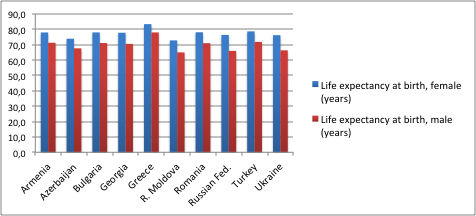 90,0
80,0
70,0
60,0
50,0
40,0
30,0
20,0
10,0
0,0
Armenia
Azerbaijan
Bulgaria
Georgia
Greece
R. Moldova
Romania
Russian Fed.
Turkey
Ukraine
Life expectancy at birth, female
(years)
Life expectancy at birth, male
(years)